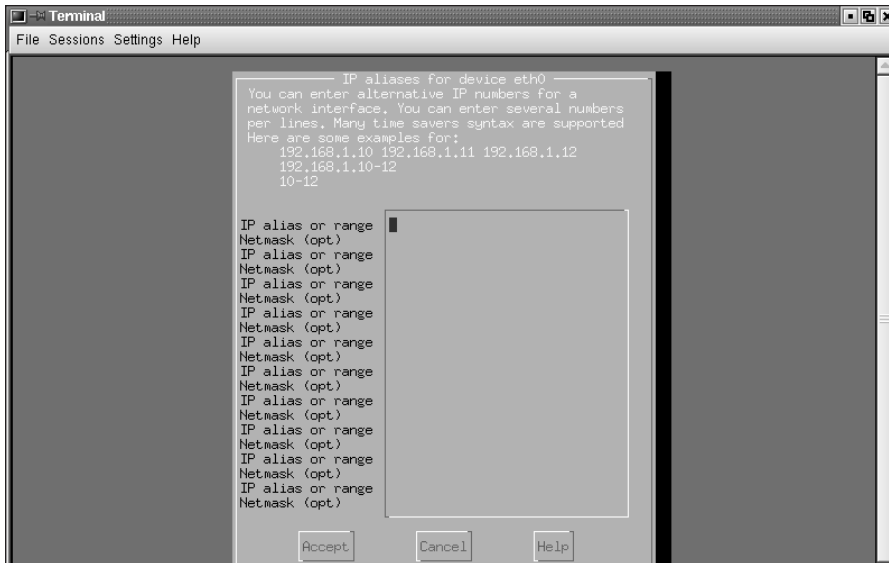 Terminal
File Sessions Settings Help
IP aliases for device eth0
You can enter alternative IP numbers for a
network interface. You can enter several numbers
per lines. Many time savers syntax are supported
Here are some examples for:
192.168.1.10 192.168.1.11 192.168.1.12
192.168.1.10-12
10-12
IP alias or range
Netmask (opt)
IP alias or range
Netmask (opt)
IP alias or range
Netmask (opt)
IP alias or range
Netmask (opt)
IP alias or range
Netmask (opt)
IP alias or range
Netmask (opt)
IP alias or range
Netmask (opt)
IP alias or range
Netmask (opt)
IP alias or range
Netmask (opt)
IP alias or range
Netmask (opt)
Accept Cancel Help